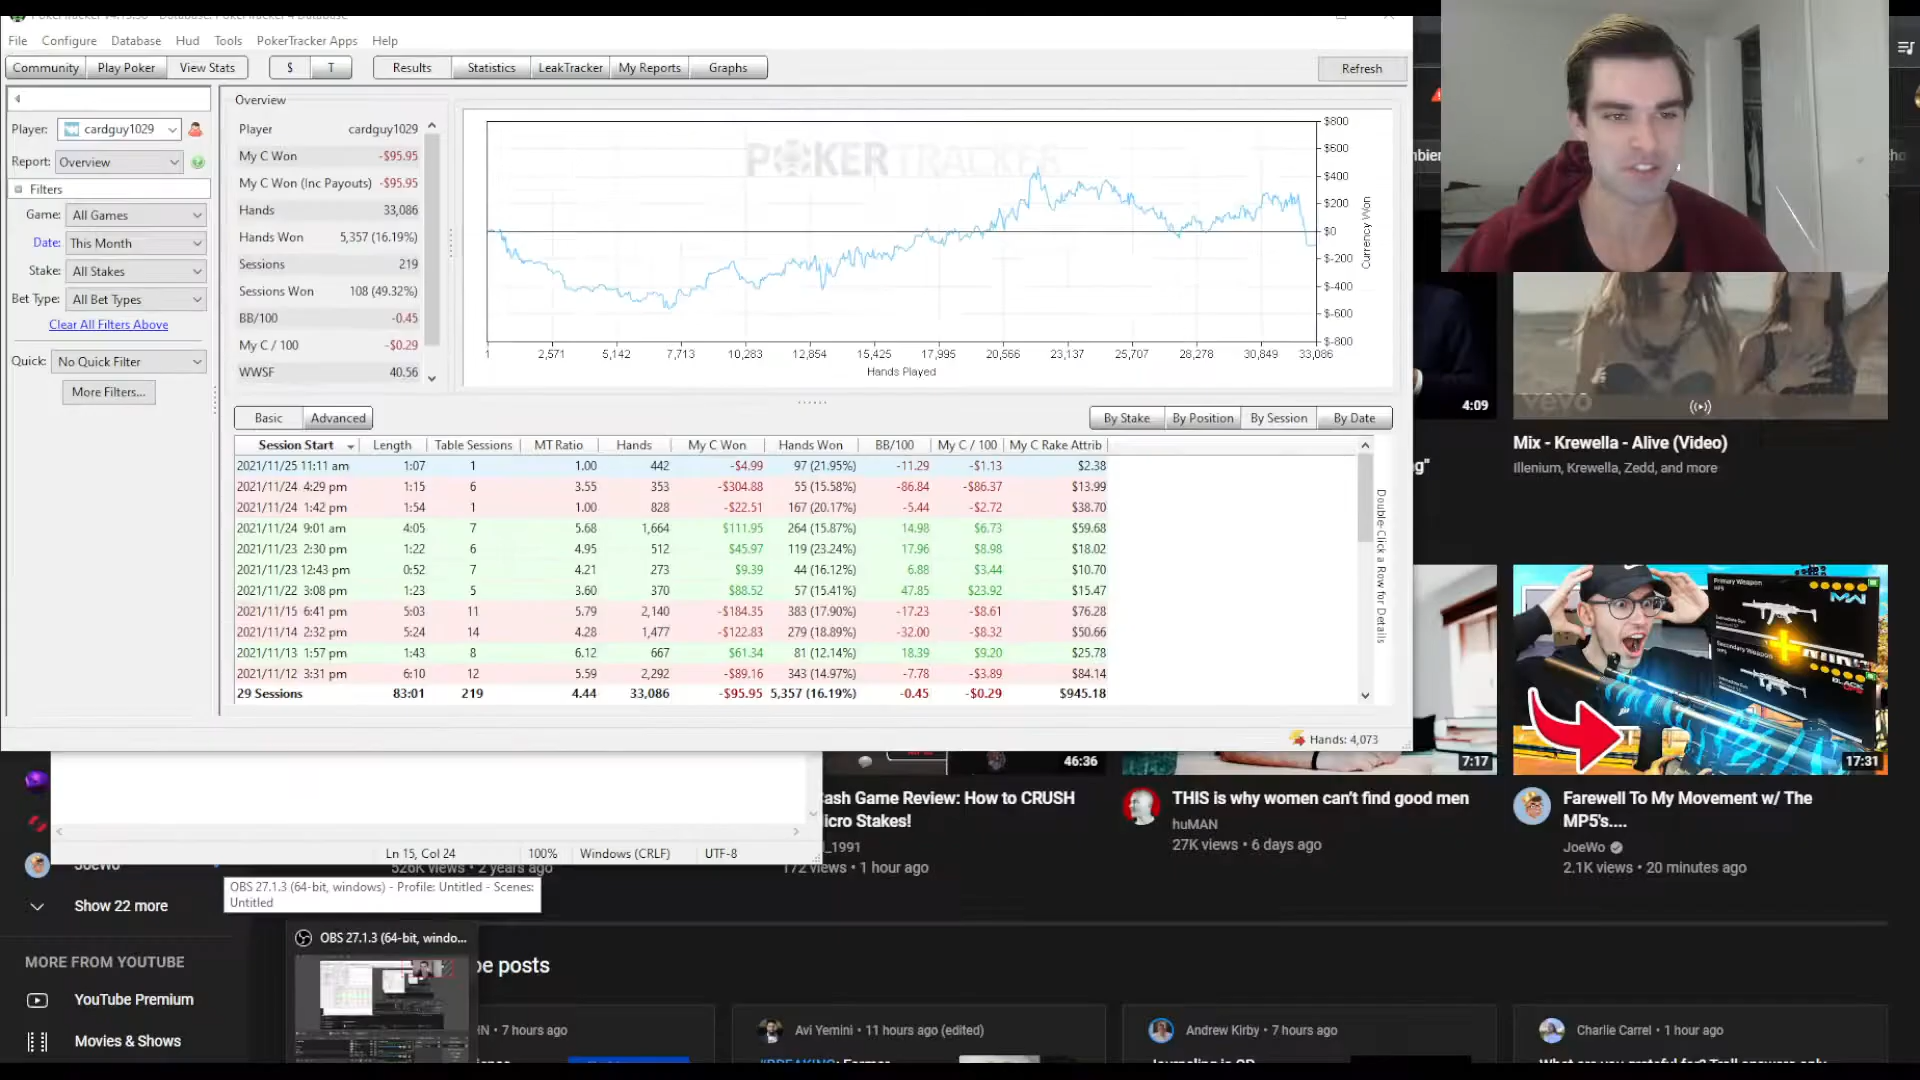 File Configure Database Hud Tools PokerTracker Apps Help
Community Play Poker View Stats $ T Results Statistics LeakTracker My Reports Graphs Refresh
Player: cardguy1029
Report: Overview
Filters
Game: All Games
Date: This Month
Stake: All Stakes
Bet Type: All Bet Types
Clear All Filters Above
Quick: No Quick Filter
More Filters...
Overview
Player cardguy1029
My C Won -$95.95
My C Won (Inc Payouts) -$95.95
Hands 33,086
Hands Won 5,357 (16.19%)
Sessions 219
Sessions Won 108 (49.32%)
BB/100 -0.45
My C / 100 -$0.29
WWSF 40.56
POKERTRACKER
$800
$600
$400
$200
$0
$-200
$-400
$-600
$-800
Currency Won
1 2,571 5,142 7,713 10,283 12,854 15,425 17,995 20,566 23,137 25,707 28,278 30,849 33,086
Hands Played
Basic Advanced By Stake By Position By Session By Date
Session Start Length Table Sessions MT Ratio Hands My C Won Hands Won BB/100 My C / 100 My C Rake Attrib
2021/11/25 11:11 am 1:07 1 1.00 442 -$4.99 97 (21.95%) -11.29 -$1.13 $2.38
2021/11/24 4:29 pm 1:15 6 3.55 353 -$304.88 55 (15.58%) -86.84 -$86.37 $13.99
2021/11/24 1:42 pm 1:54 1 1.00 828 -$22.51 167 (20.17%) -5.44 -$2.72 $38.70
2021/11/24 9:01 am 4:05 7 5.68 1,664 $111.95 264 (15.87%) 14.98 $6.73 $59.68
2021/11/23 2:30 pm 1:22 6 4.95 512 $45.97 119 (23.24%) 17.96 $8.98 $18.02
2021/11/23 12:43 pm 0:52 7 4.21 273 $9.39 44 (16.12%) 6.88 $3.44 $10.70
2021/11/22 3:08 pm 1:23 5 3.60 370 $88.52 57 (15.41%) 47.85 $23.92 $15.47
2021/11/15 6:41 pm 5:03 11 5.79 2,140 -$184.35 383 (17.90%) -17.23 -$8.61 $76.28
2021/11/14 2:32 pm 5:24 14 4.28 1,477 -$122.83 279 (18.89%) -32.00 -$8.32 $50.66
2021/11/13 1:57 pm 1:43 8 6.12 667 $61.34 81 (12.14%) 18.39 $9.20 $25.78
2021/11/12 3:31 pm 6:10 12 5.59 2,292 -$89.16 343 (14.97%) -7.78 -$3.89 $84.14
29 Sessions 83:01 219 4.44 33,086 -$95.95 5,357 (16.19%) -0.45 -$0.29 $945.18
Double-Click a Row for Details
Hands: 4,073
4:09
vevo
Mix - Krewella - Alive (Video)
Illenium, Krewella, Zedd, and more
46:36
7:17
Primary Weapon
MW
17:31
Ln 15, Col 24 100% Windows (CRLF) UTF-8
JoeWo
526K views • 2 years ago
Cash Game Review: How to CRUSH
Micro Stakes!
_1991
172 views • 1 hour ago
THIS is why women can't find good men
huMAN
27K views • 6 days ago
Farewell To My Movement w/ The
MP5's....
JoeWo
2.1K views • 20 minutes ago
OBS 27.1.3 (64-bit, windows) - Profile: Untitled - Scenes:
Untitled
Show 22 more
OBS 27.1.3 (64-bit, windo...
MORE FROM YOUTUBE
YouTube Premium
Movies & Shows
be posts
HN • 7 hours ago
Avi Yemini • 11 hours ago (edited)
Andrew Kirby • 7 hours ago
Charlie Carrel • 1 hour ago